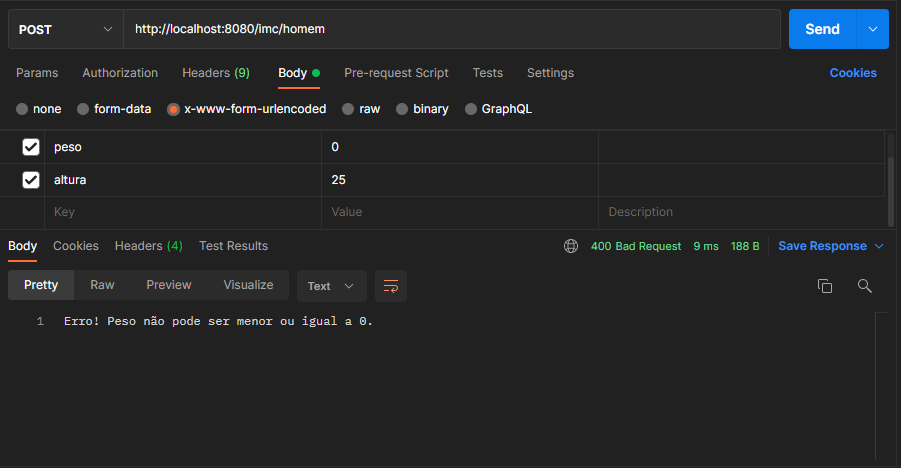 POST http://localhost:8080/imc/homem Send
Params Authorization Headers (9) Body Pre-request Script Tests Settings Cookies
none form-data x-www-form-urlencoded raw binary GraphQL
peso 0
altura 25
Key Value Description
Body Cookies Headers (4) Test Results 400 Bad Request 9 ms 188 B Save Response
Pretty Raw Preview Visualize Text
1 Erro! Peso não pode ser menor ou igual a 0.